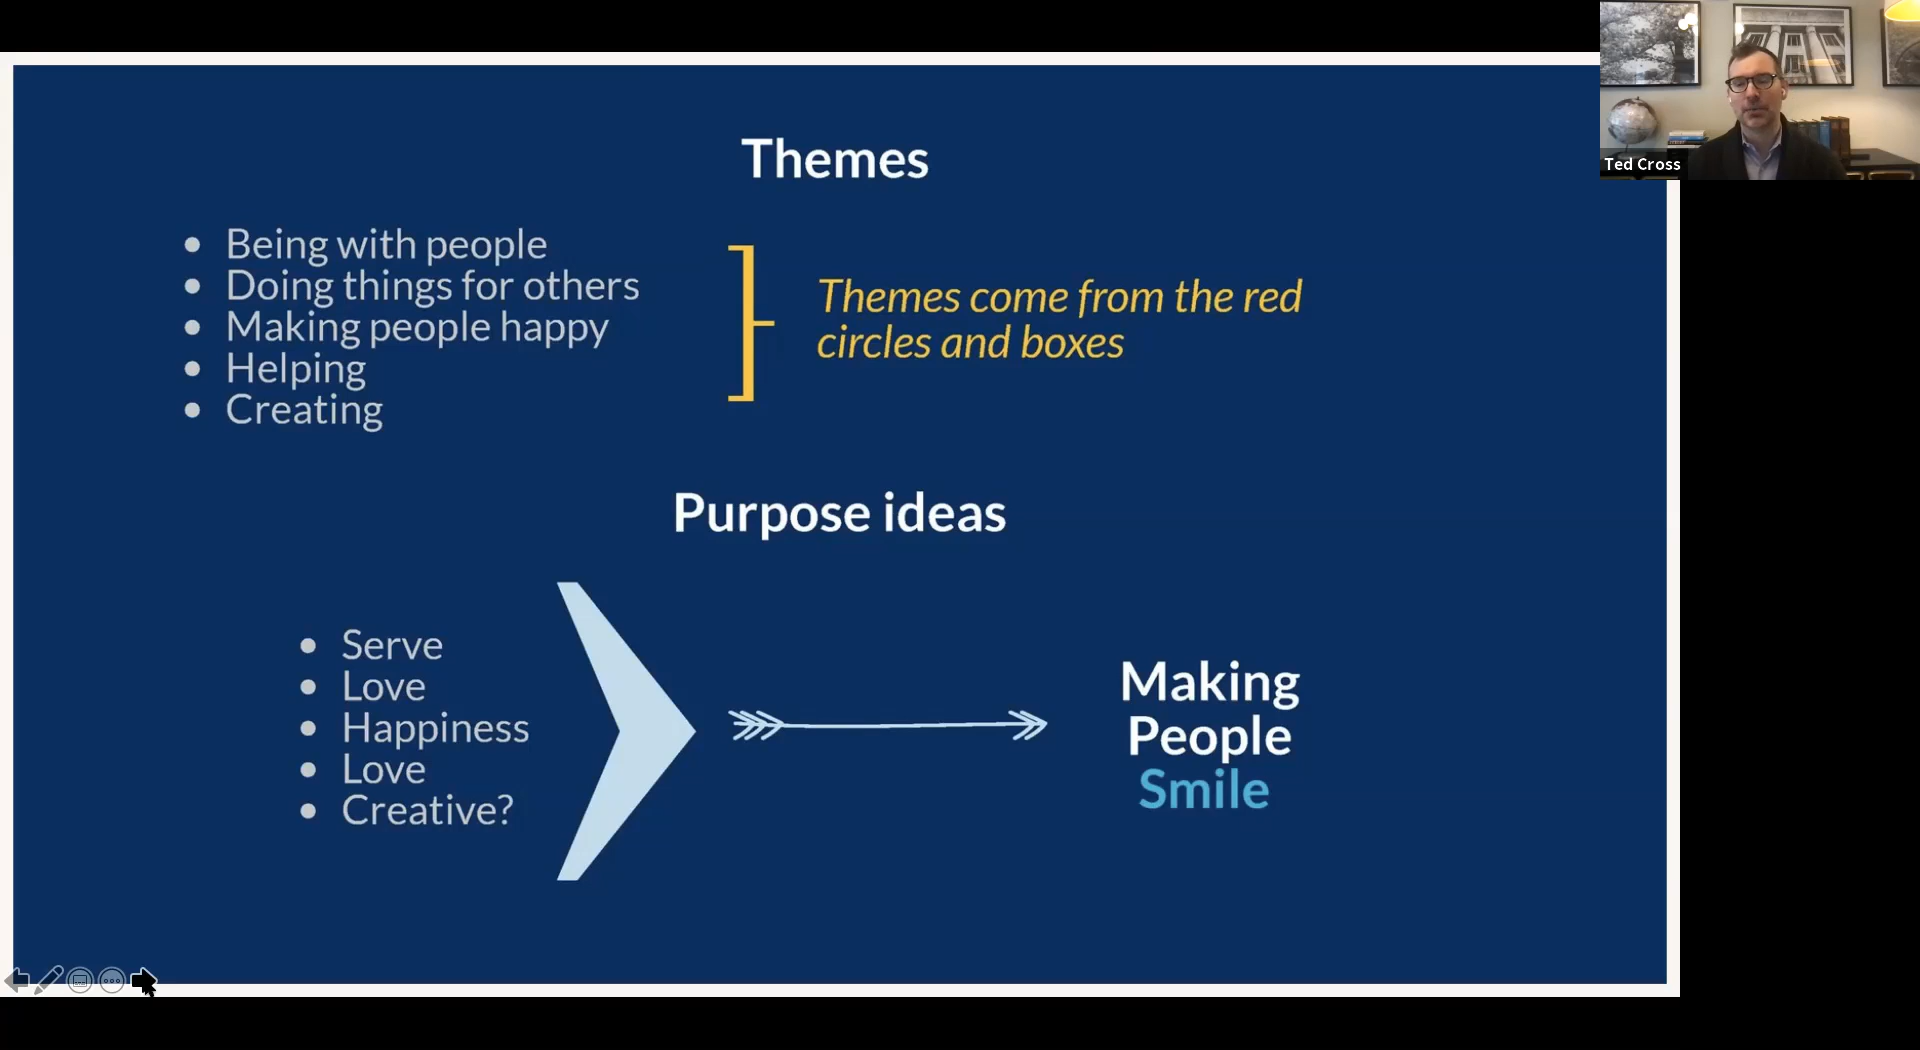 Themes
Being with people
Doing things for others
Making people happy
Helping
Creating
Themes come from the red
circles and boxes
Purpose ideas
Serve
Love
Happiness
Love
Creative?
Making
People
Smile
Ted Cross